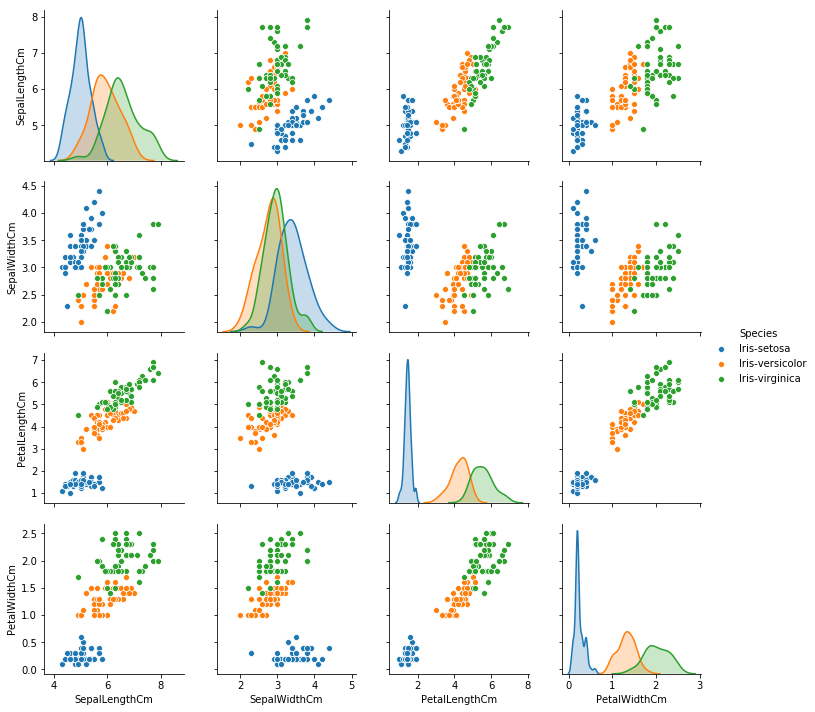 8
7
6
5
SepalLengthCm
4.5
4.0
3.5
3.0
2.5
2.0
SepalWidthCm
Species
Iris-setosa
Iris-versicolor
Iris-virginica
7
6
5
4
3
2
1
PetalLengthCm
2.5
2.0
1.5
1.0
0.5
0.0
PetalWidthCm
4 6 8
SepalLengthCm
2 3 4 5
SepalWidthCm
0 2 4 6 8
PetalLengthCm
0 1 2 3
PetalWidthCm